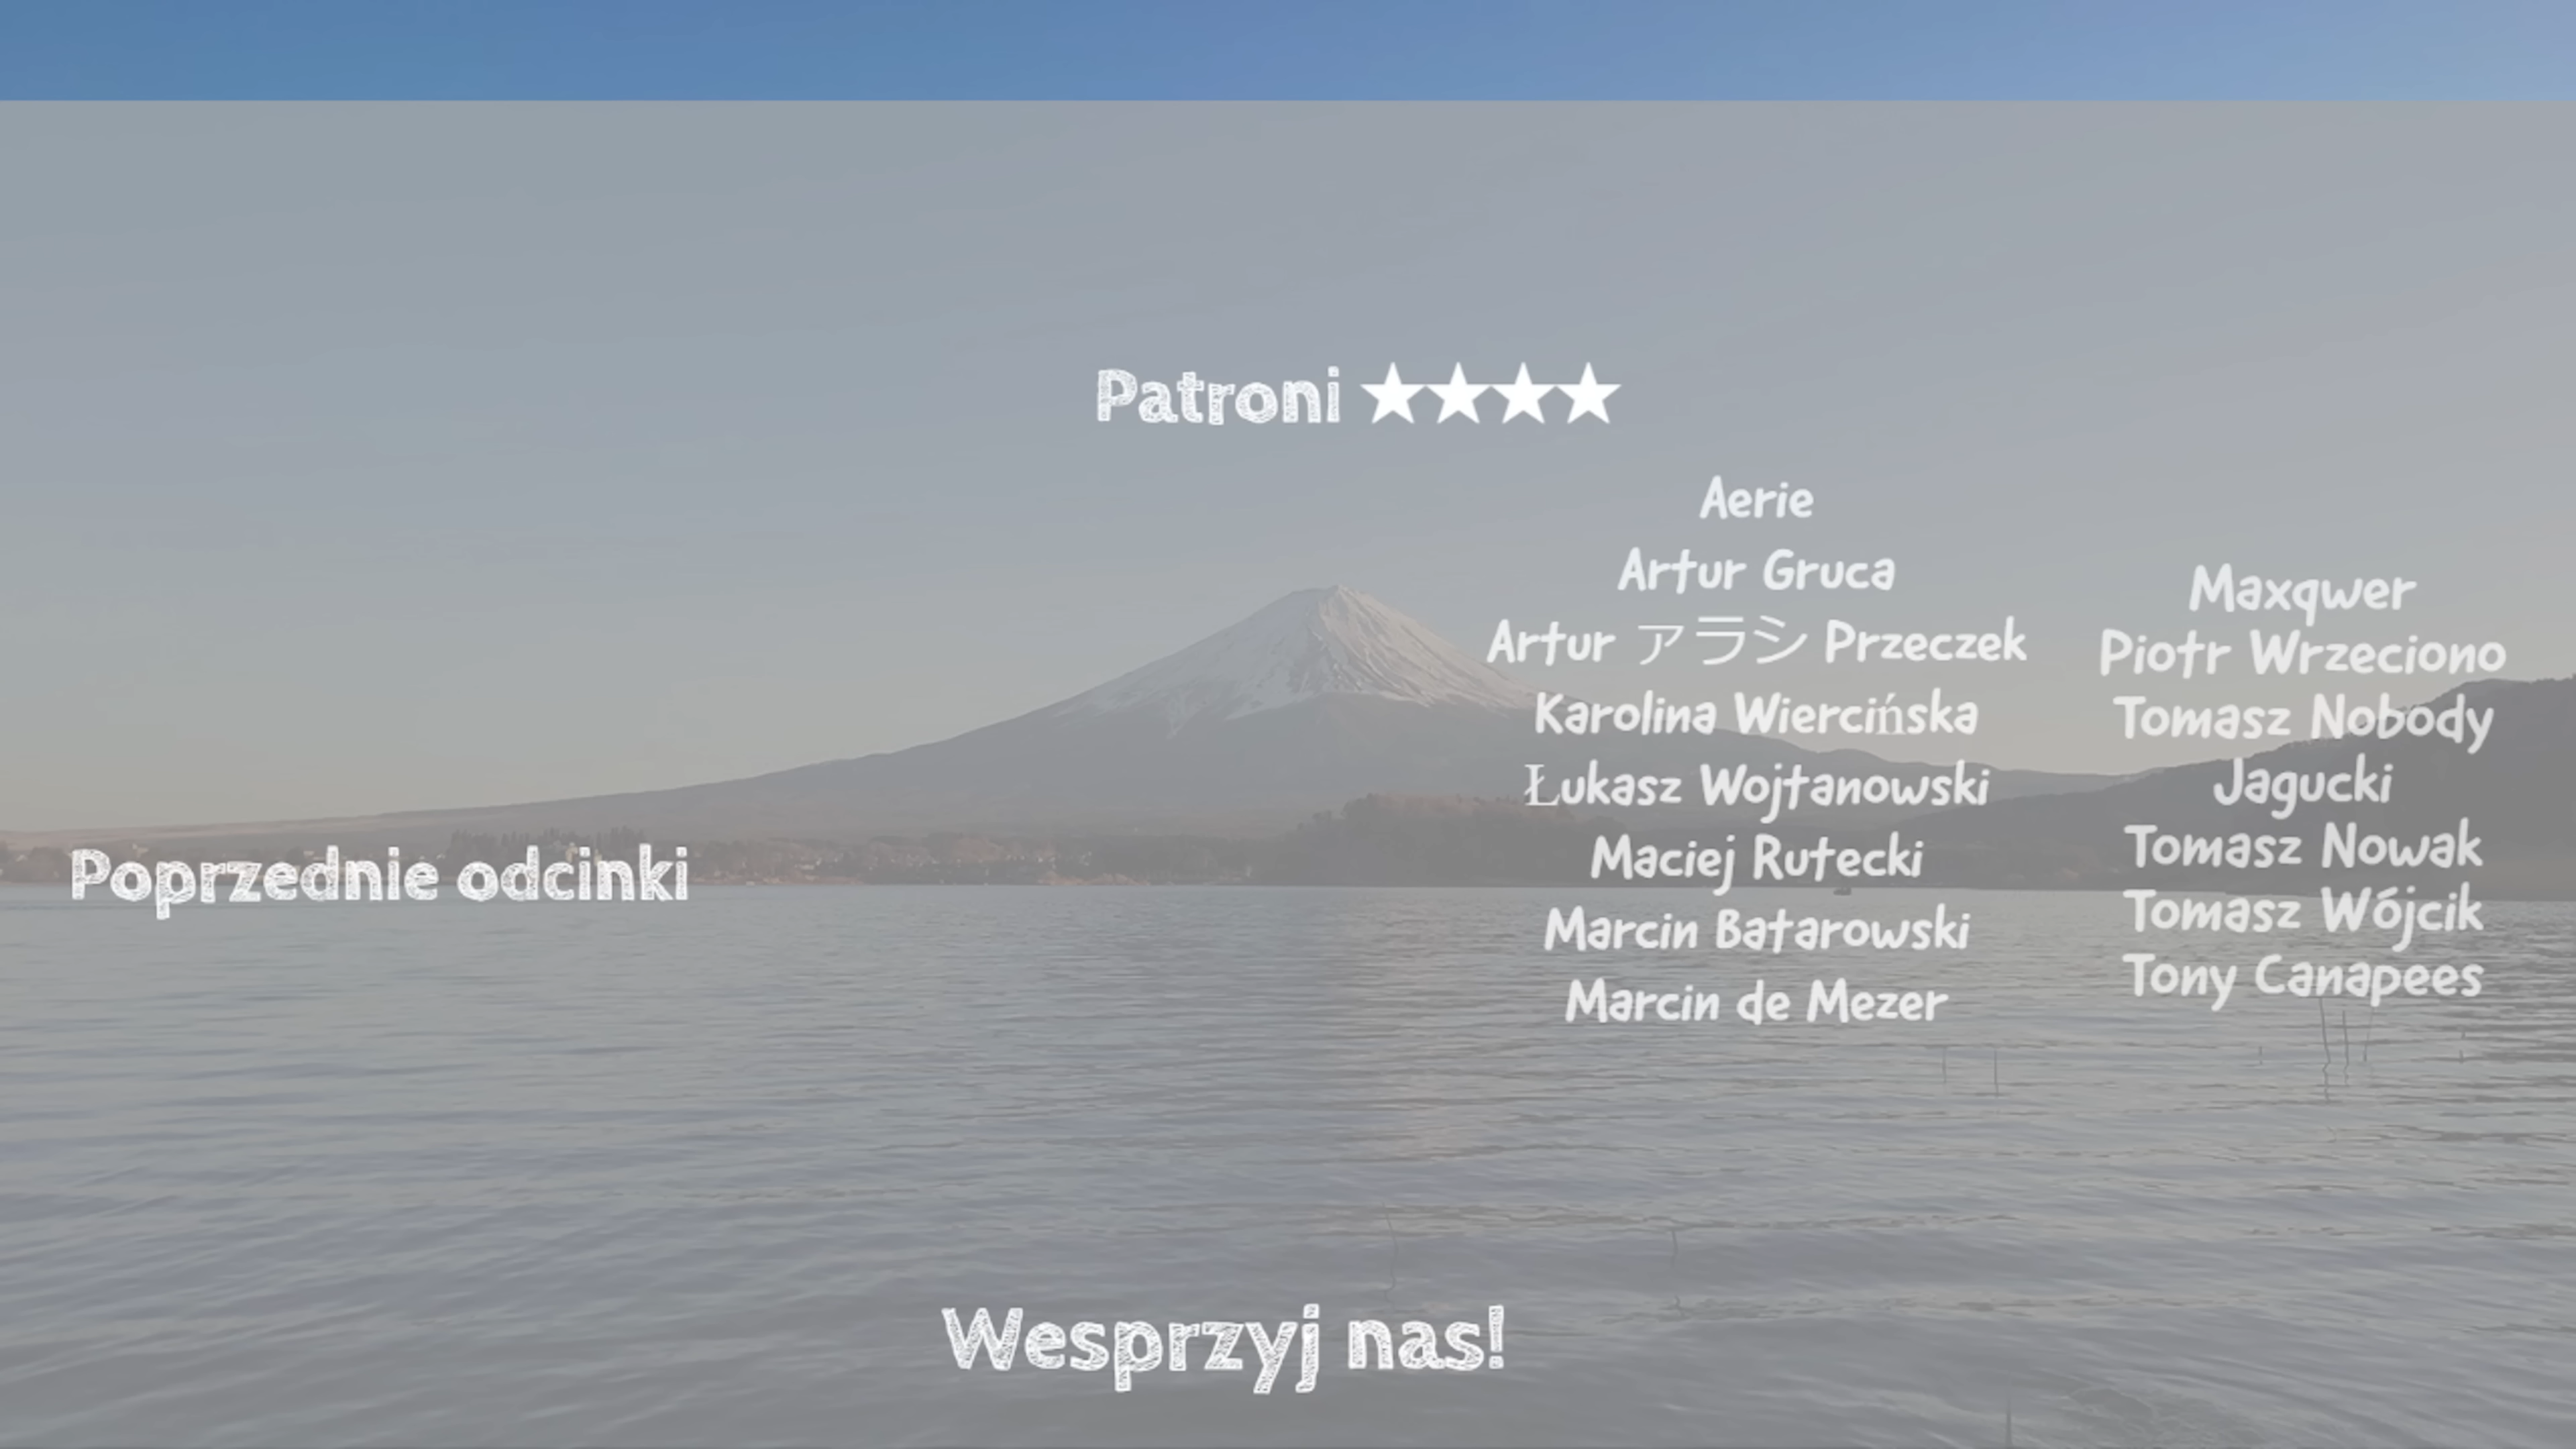 Patroni ★★★★
Aerie
Artur Gruca
Artur アラシ Przeczek
Karolina Wiercińska
Łukasz Wojtanowski
Maciej Rutecki
Marcin Batarowski
Marcin de Mezer
Maxqwer
Piotr Wrzeciono
Tomasz Nobody
Jagucki
Tomasz Nowak
Tomasz Wójcik
Tony Canapees
Poprzednie odcinki
Wesprzyj nas!